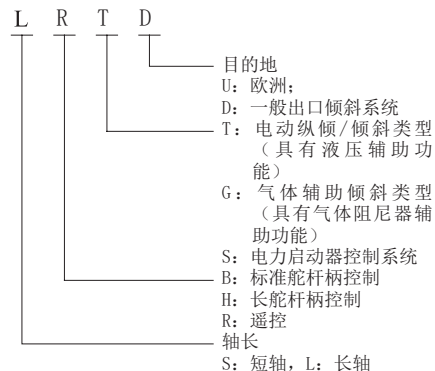 L R T D
目的地
U: 欧洲;
D: 一般出口倾斜系统
T: 电动纵倾/倾斜类型
（具有液压辅助功
能）
G: 气体辅助倾斜类型
（具有气体阻尼器辅
助功能）
S: 电力启动器控制系统
B: 标准舵杆柄控制
H: 长舵杆柄控制
R: 遥控
轴长
S: 短轴, L: 长轴